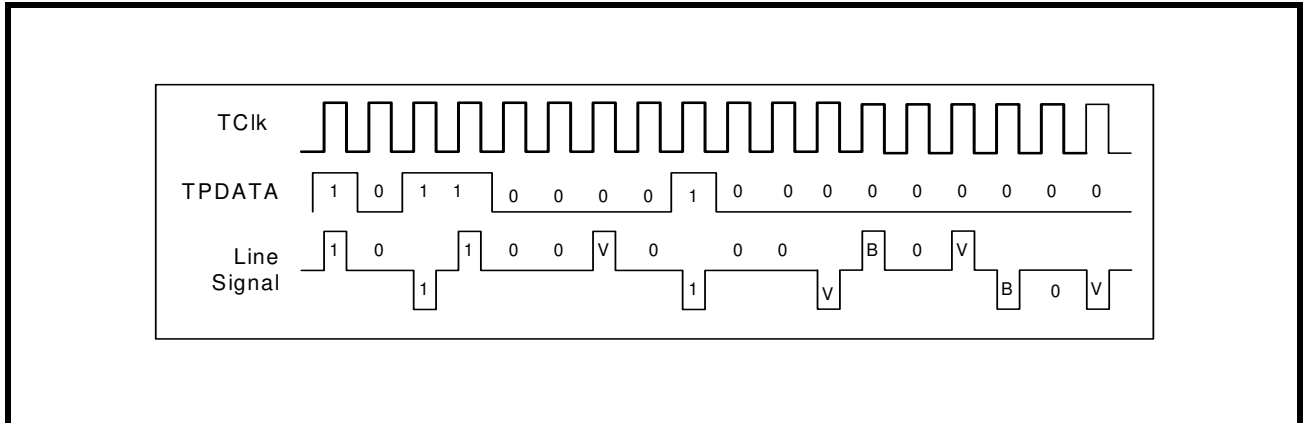 TClk
TPDATA 1 0 1 1 0 0 0 0 1 0 0 0 0 0 0 0 0 0
Line Signal 1 0 1 1 0 0 V 0 1 0 0 V B 0 V B 0 V